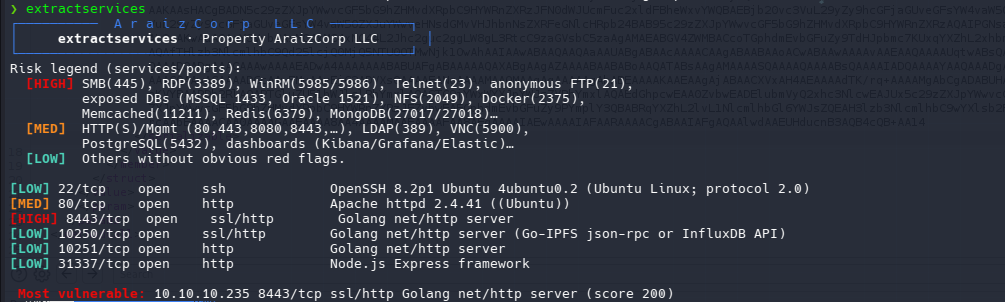 ❯ extractservices
A r a i z C o r p   L L C
extractservices · Property AraizCorp LLC
Risk legend (services/ports):
[HIGH] SMB(445), RDP(3389), WinRM(5985/5986), Telnet(23), anonymous FTP(21),
exposed DBs (MSSQL 1433, Oracle 1521), NFS(2049), Docker(2375),
Memcached(11211), Redis(6379), MongoDB(27017/27018)…
[MED] HTTP(S)/Mgmt (80,443,8080,8443,…), LDAP(389), VNC(5900),
PostgreSQL(5432), dashboards (Kibana/Grafana/Elastic)…
[LOW] Others without obvious red flags.
[LOW] 22/tcp open ssh OpenSSH 8.2p1 Ubuntu 4ubuntu0.2 (Ubuntu Linux; protocol 2.0)
[MED] 80/tcp open http Apache httpd 2.4.41 ((Ubuntu))
[HIGH] 8443/tcp open ssl/http Golang net/http server
[LOW] 10250/tcp open ssl/http Golang net/http server (Go-IPFS json-rpc or InfluxDB API)
[LOW] 10251/tcp open http Golang net/http server
[LOW] 31337/tcp open http Node.js Express framework
Most vulnerable: 10.10.10.235 8443/tcp ssl/http Golang net/http server (score 200)